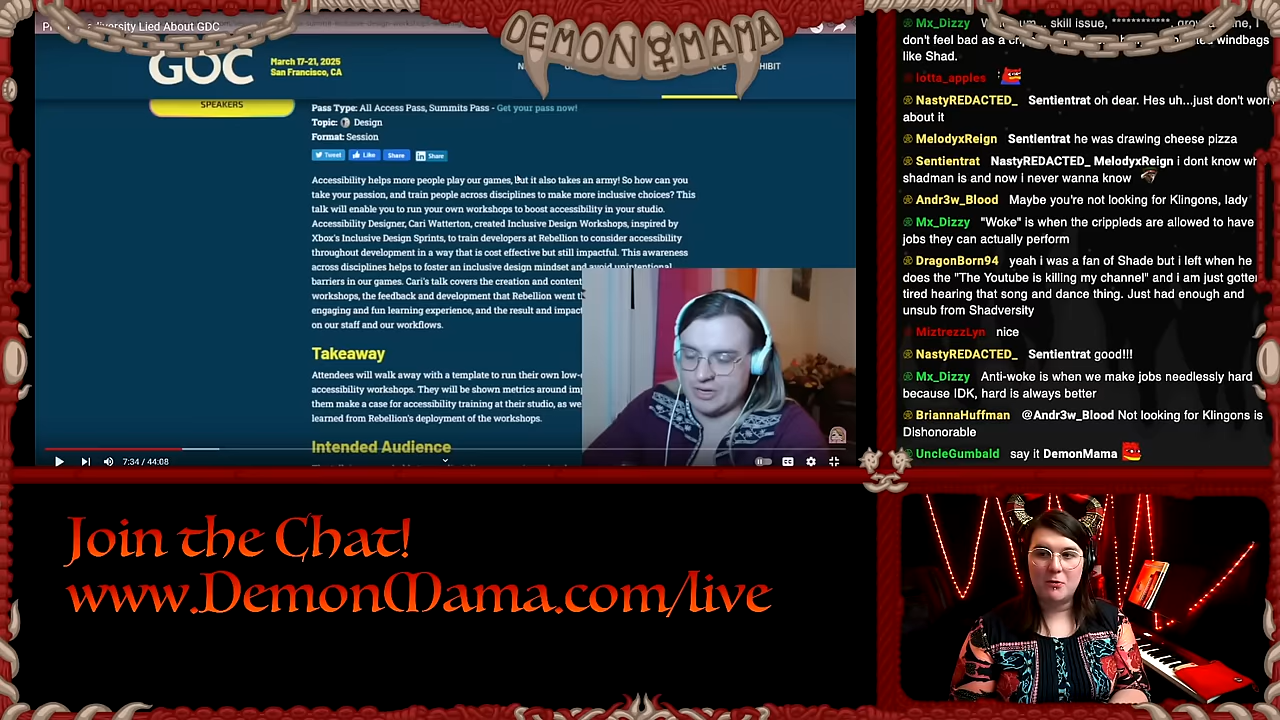 diversity Lied About GDC
DEMON MAMA
GDC
March 17-21, 2025
San Francisco, CA
HIBIT
SPEAKERS
Pass Type: All Access Pass, Summits Pass - Get your pass now!
Topic: Design
Format: Session
Tweet Like Share Share
Accessibility helps more people play our games, but it also takes an army! So how can you
take your passion, and train people across disciplines to make more inclusive choices? This
talk will enable you to run your own workshops to boost accessibility in your studio.
Accessibility Designer, Cari Watterton, created Inclusive Design Workshops, inspired by
Xbox's Inclusive Design Sprints, to train developers at Rebellion to consider accessibility
throughout development in a way that is cost effective but still impactful. This awareness
across disciplines helps to foster an inclusive design mindset and avoid unintentional
barriers in our games. Cari's talk covers the creation and content
workshops, the feedback and development that Rebellion went t
engaging and fun learning experience, and the result and impact
on our staff and our workflows.
Takeaway
Attendees will walk away with a template to run their own low-
accessibility workshops. They will be shown metrics around im
them make a case for accessibility training at their studio, as we
learned from Rebellion's deployment of the workshops.
Intended Audience
7:34 / 44:08
Mx_Dizzy skill issue, ************,
don't feel bad as a windbags
like Shad.
lotta_apples
NastyREDACTED_ Sentientrat oh dear. Hes uh...just don't worr
about it
MelodyxReign Sentientrat he was drawing cheese pizza
Sentientrat NastyREDACTED_ MelodyxReign i dont know wh
shadman is and now i never wanna know
Andr3w_Blood Maybe you're not looking for Klingons, lady
Mx_Dizzy "Woke" is when the crippleds are allowed to have
jobs they can actually perform
DragonBorn94 yeah i was a fan of Shade but i left when he
does the "The Youtube is killing my channel" and i am just gotten
tired hearing that song and dance thing. Just had enough and
unsub from Shadversity
MiztrezzLyn nice
NastyREDACTED_ Sentientrat good!!!
Mx_Dizzy Anti-woke is when we make jobs needlessly hard
because IDK, hard is always better
BriannaHuffman @Andr3w_Blood Not looking for Klingons is
Dishonorable
UncleGumbald say it DemonMama
Join the Chat!
www.DemonMama.com/live